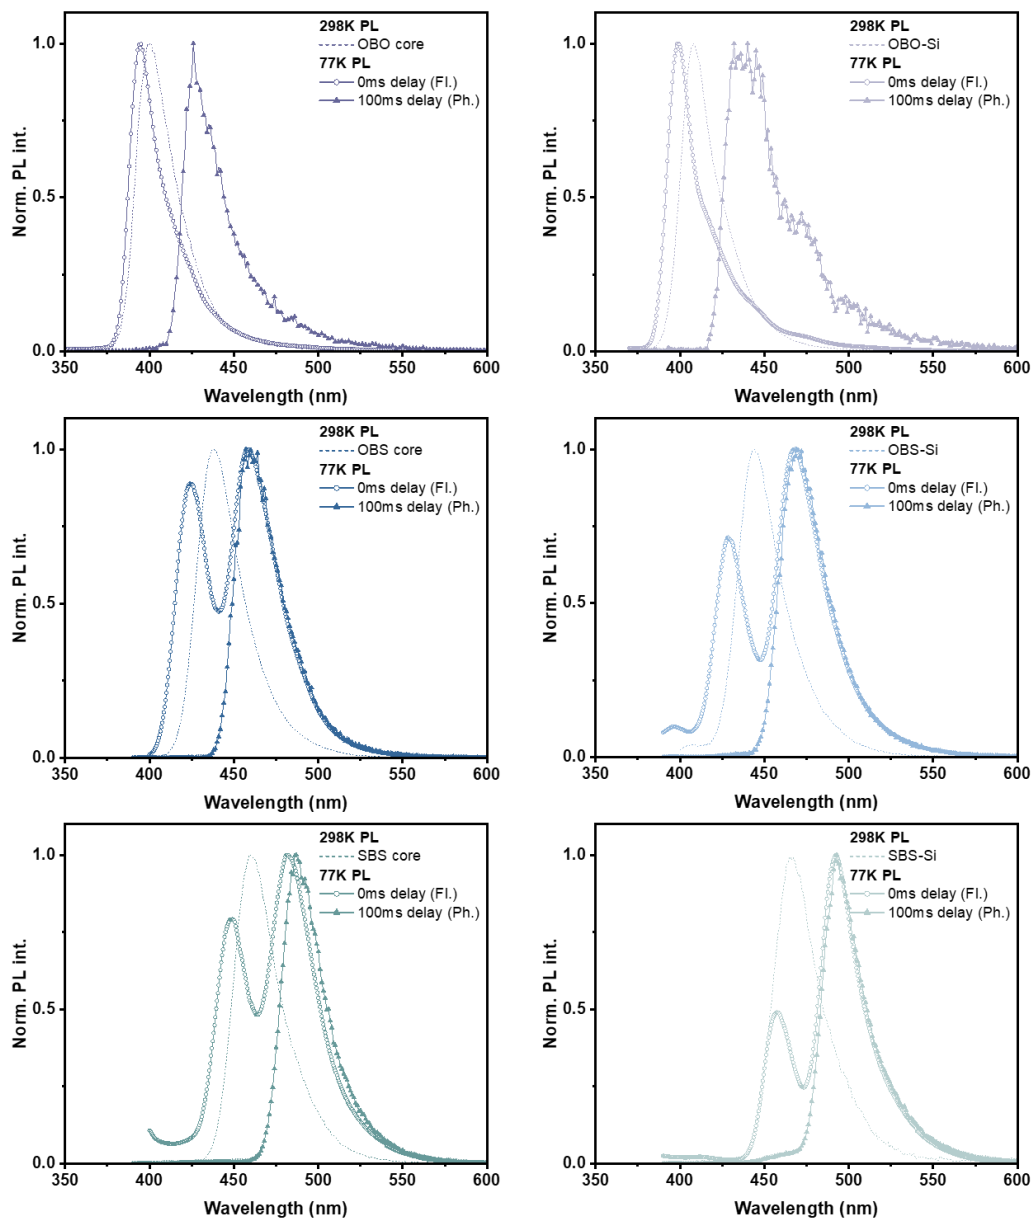 298K PL
OBO core
77K PL
0ms delay (Fl.)
100ms delay (Ph.)
1.0
0.5
0.0
Norm. PL int.
350 400 450 500 550 600
Wavelength (nm)
298K PL
OBO-Si
77K PL
0ms delay (Fl.)
100ms delay (Ph.)
1.0
0.5
0.0
Norm. PL int.
350 400 450 500 550 600
Wavelength (nm)
298K PL
OBS core
77K PL
0ms delay (Fl.)
100ms delay (Ph.)
1.0
0.5
0.0
Norm. PL int.
350 400 450 500 550 600
Wavelength (nm)
298K PL
OBS-Si
77K PL
0ms delay (Fl.)
100ms delay (Ph.)
1.0
0.5
0.0
Norm. PL int.
350 400 450 500 550 600
Wavelength (nm)
298K PL
SBS core
77K PL
0ms delay (Fl.)
100ms delay (Ph.)
1.0
0.5
0.0
Norm. PL int.
350 400 450 500 550 600
Wavelength (nm)
298K PL
SBS-Si
77K PL
0ms delay (Fl.)
100ms delay (Ph.)
1.0
0.5
0.0
Norm. PL int.
350 400 450 500 550 600
Wavelength (nm)